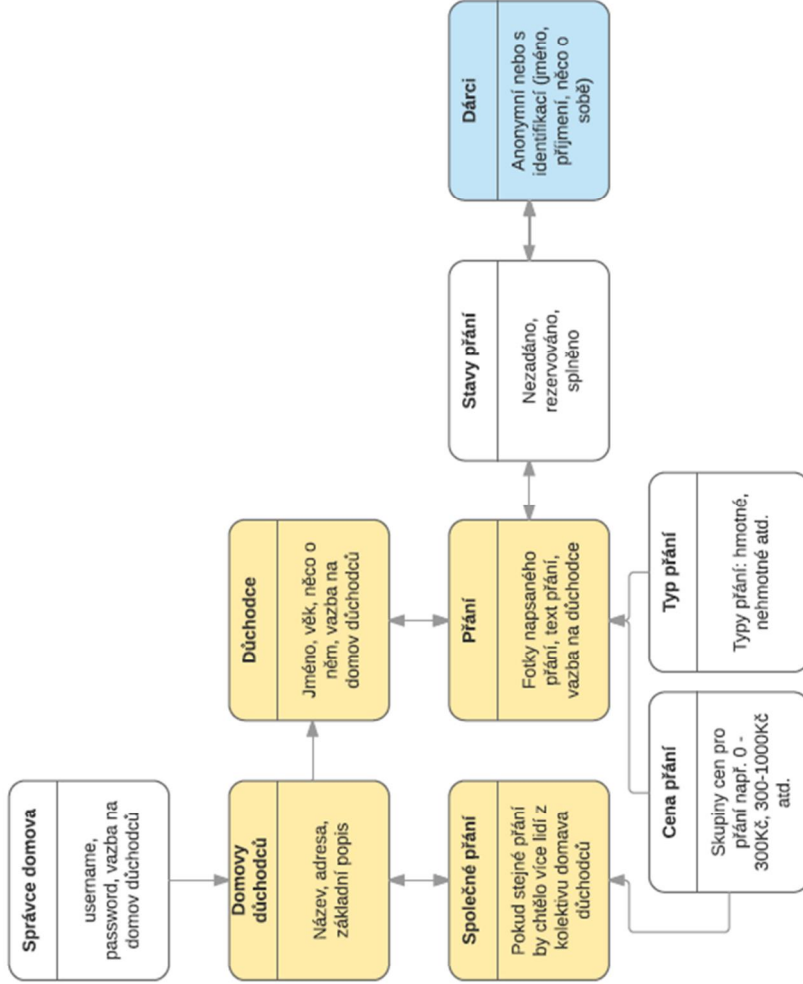 Správce domova
username,
password, vazba na
domov důchodců
Domovy
důchodců
Název, adresa,
základní popis
Důchodce
Jméno, věk, něco o
něm, vazba na
domov důchodců
Společné přání
Pokud stejné přání
by chtělo více lidí z
kolektivu domava
důchodců
Přání
Fotky napsaného
přání, text přání,
vazba na důchodce
Stavy přání
Nezadáno,
rezervováno,
splněno
Dárci
Anonymní nebo s
identifikací (jméno,
příjmení, něco o
sobě)
Cena přání
Skupiny cen pro
přání např. 0 -
300Kč, 300-1000Kč
atd.
Typ přání
Typy přání: hmotné,
nehmotné atd.